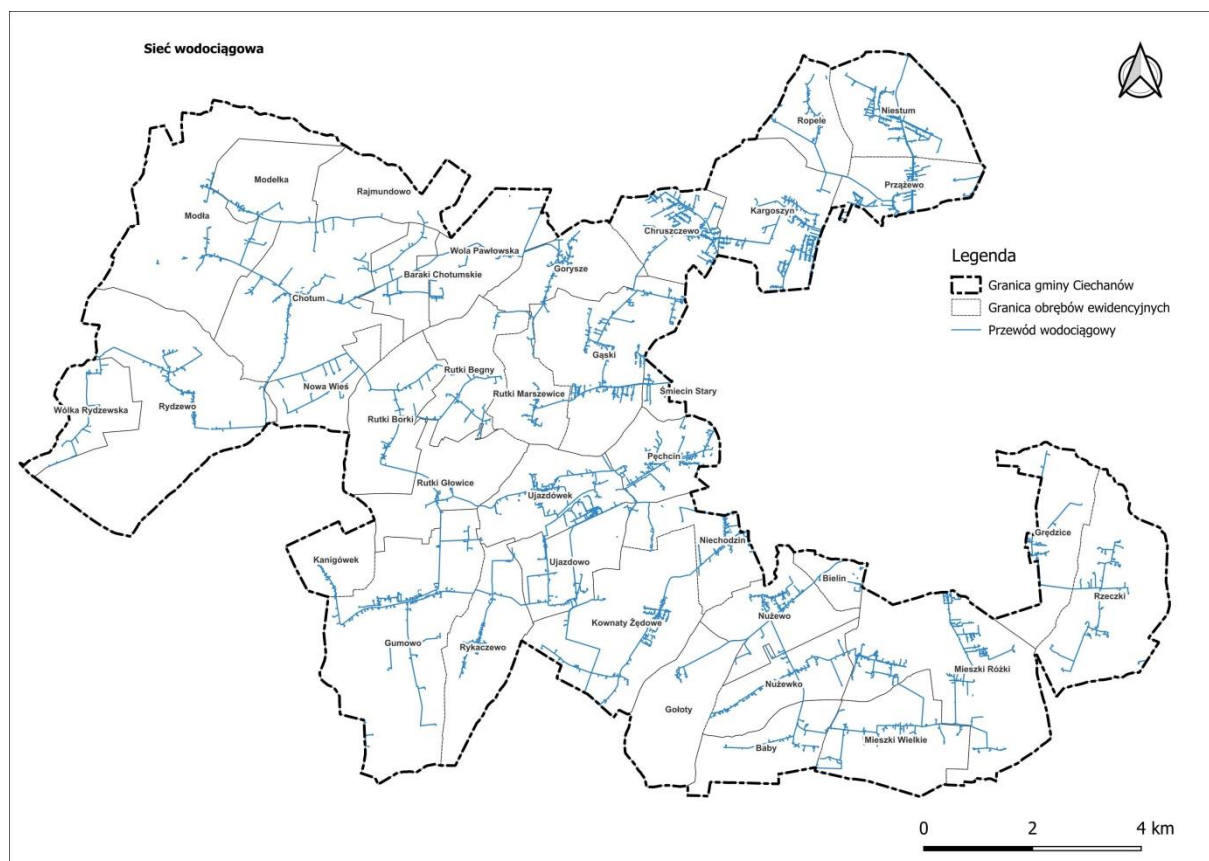 Sieć wodociągowa
Ropele
Niestum
Modełka
Rajmundowo
Przążewo
Modła
Kargoszyn
Chruszczewo
Wola Pawłowska
Gorysze
Baraki Chotumskie
Chotum
Legenda
Granica gminy Ciechanów
Granica obrębów ewidencyjnych
Przewód wodociągowy
Gąski
Rutki Begny
Nowa Wieś
Rutki Marszewice
Śmiecin Stary
Wólka Rydzewska
Rydzewo
Rutki Borki
Pęchcin
Rutki Głowice
Ujazdówek
Niechodzin
Grędzice
Kanigówek
Ujazdowo
Bielin
Rzeczki
Kownaty Żędowe
Nużewo
Gumowo
Rykaczewo
Mieszki Różki
Nużewko
Gołoty
Mieszki Wielkie
Baby
0 2 4 km